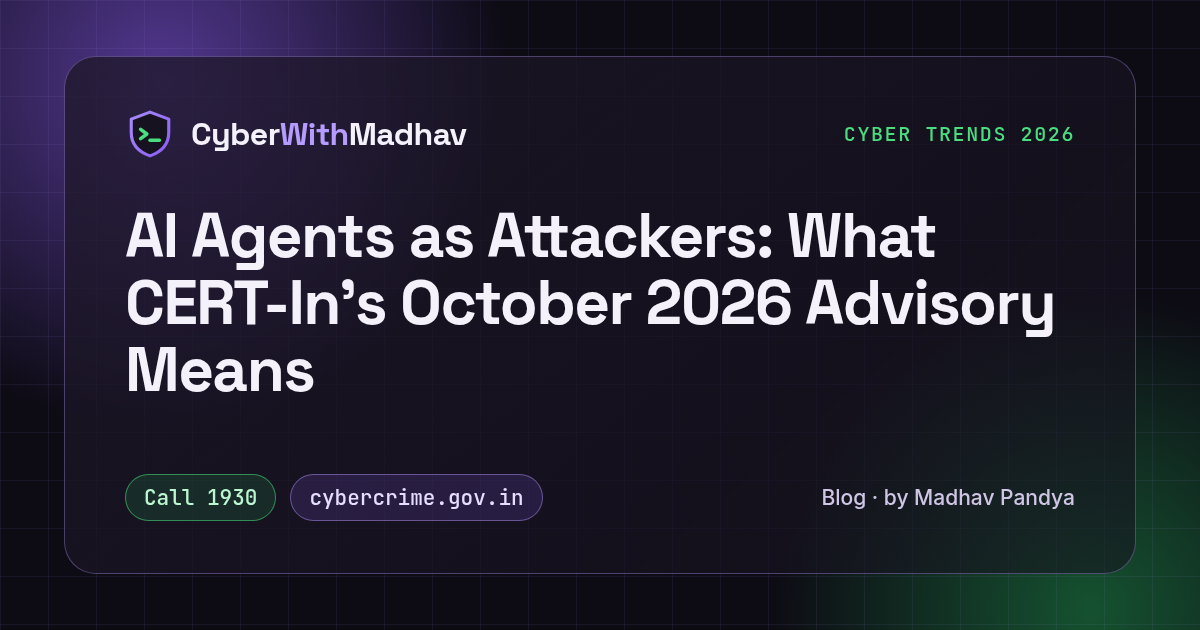 CyberWithMadhav
CYBER TRENDS 2026
AI Agents as Attackers: What
CERT-In’s October 2026 Advisory
Means
Call 1930
cybercrime.gov.in
Blog · by Madhav Pandya